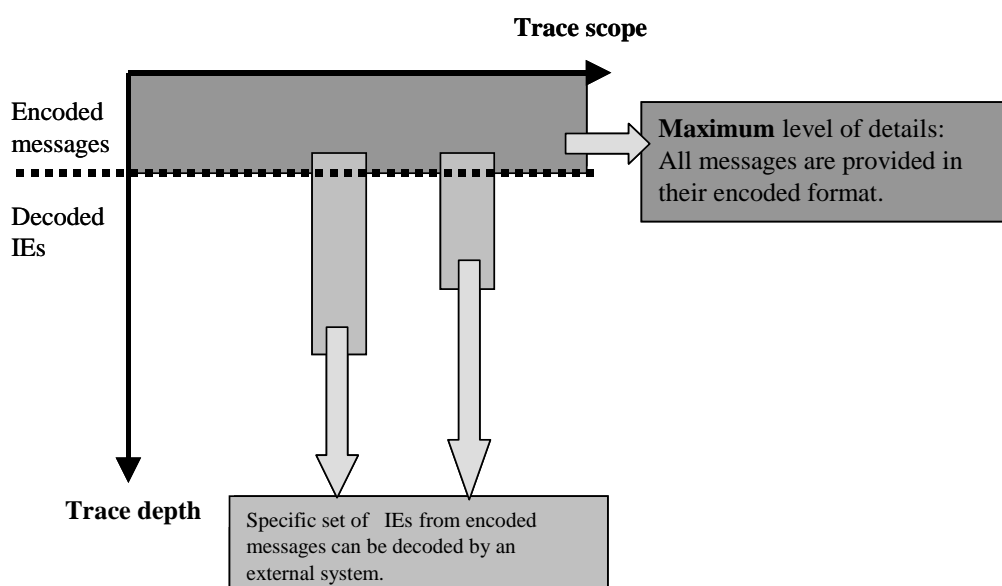 Trace scope
Encoded
messages
Maximum level of details:
All messages are provided in
their encoded format.
Decoded
IEs
Trace depth
Specific set of IEs from encoded
messages can be decoded by an
external system.